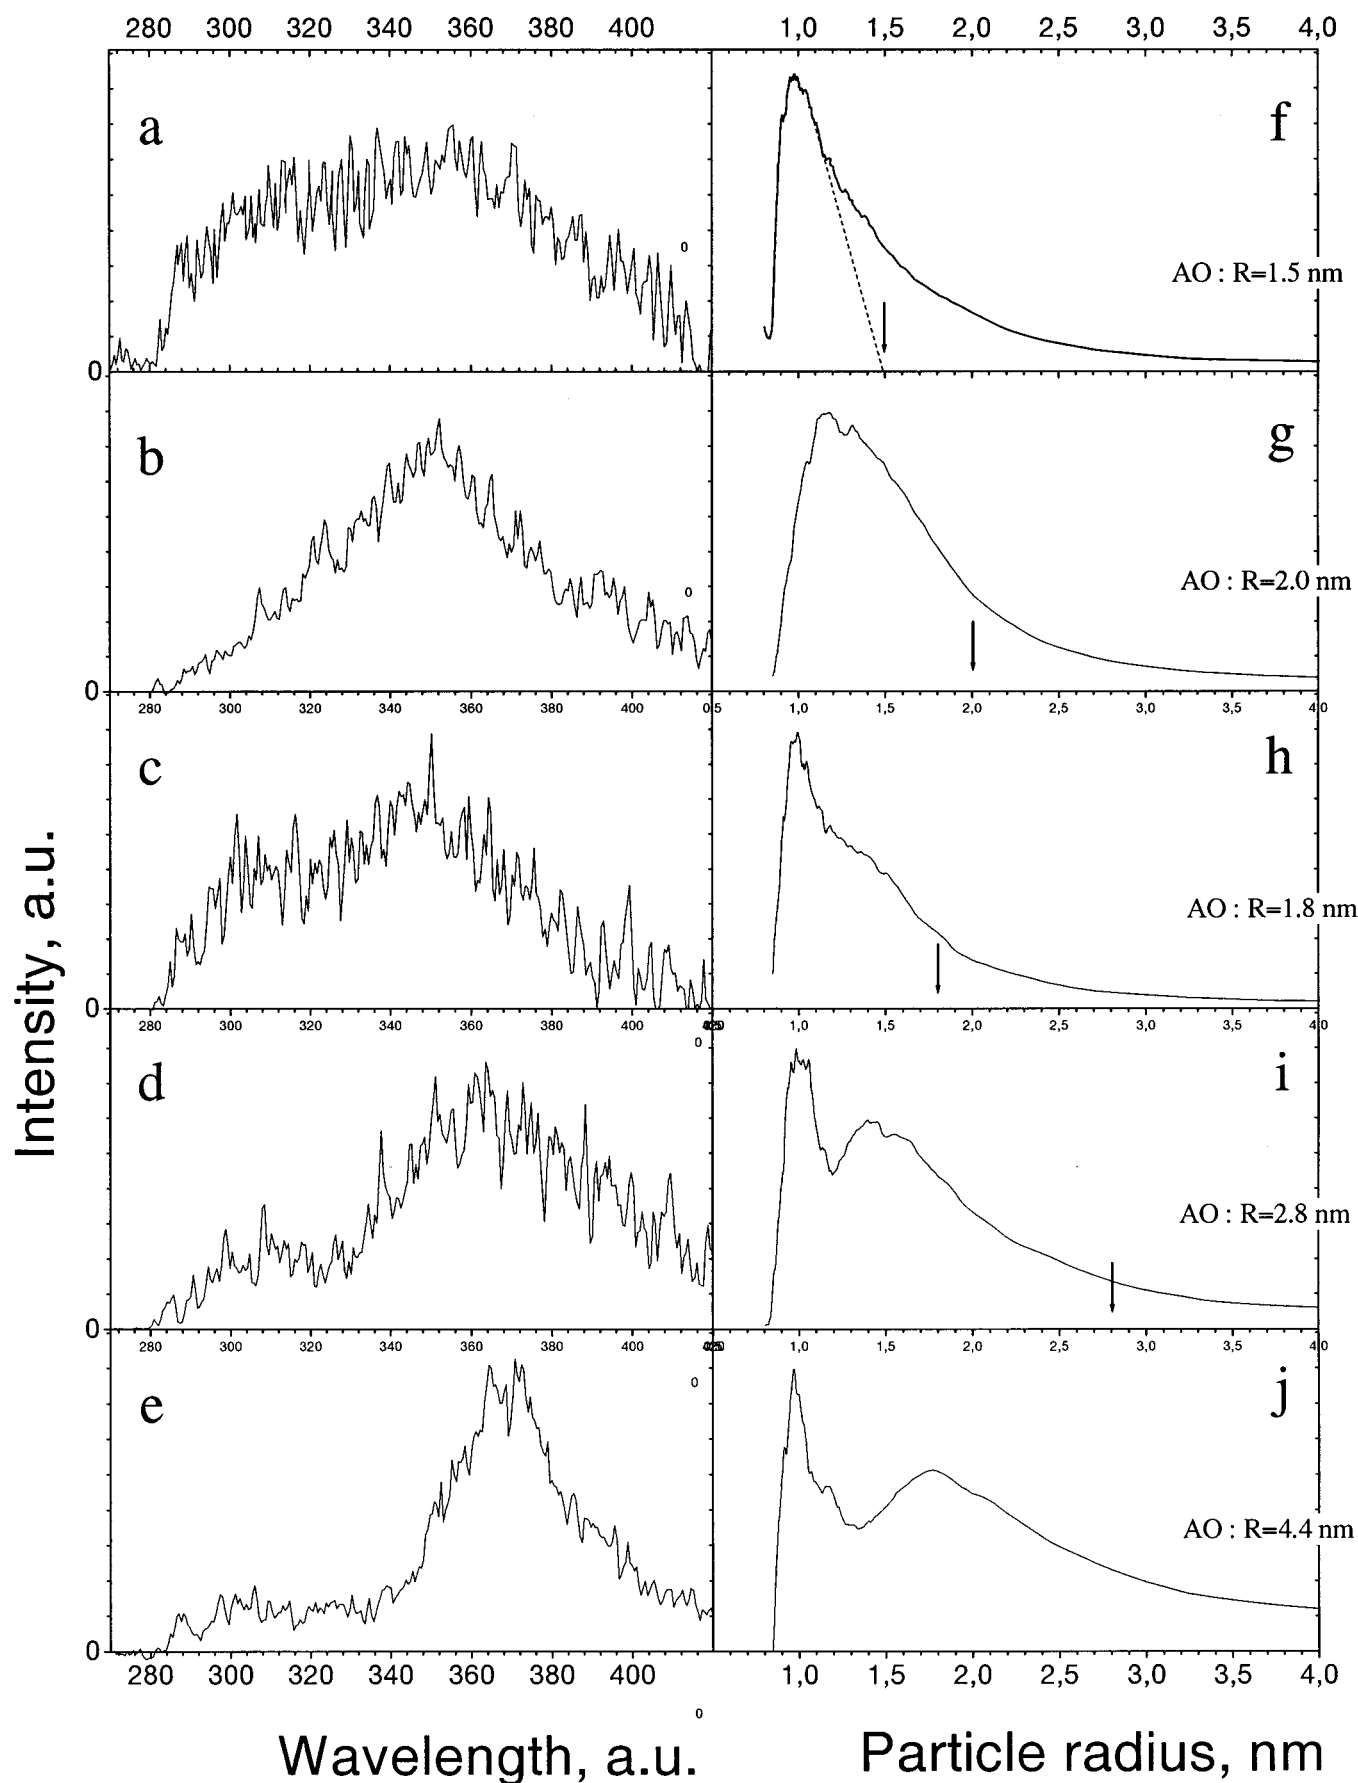 280 300 320 340 360 380 400 1,0 1,5 2,0 2,5 3,0 3,5 4,0
a f
0
AO : R=1.5 nm
0
b g
0
AO : R=2.0 nm
0
280 300 320 340 360 380 400 1,0 1,5 2,0 2,5 3,0 3,5
c h
AO : R=1.8 nm
0
280 300 320 340 360 380 400 1,0 1,5 2,0 2,5 3,0 3,5 4,0
0
d i
AO : R=2.8 nm
0
280 300 320 340 360 380 400 1,0 1,5 2,0 2,5 3,0 3,5 4,0
0
e j
AO : R=4.4 nm
0
280 300 320 340 360 380 400 1,0 1,5 2,0 2,5 3,0 3,5 4,0
0
Intensity, a.u.
Wavelength, a.u. Particle radius, nm